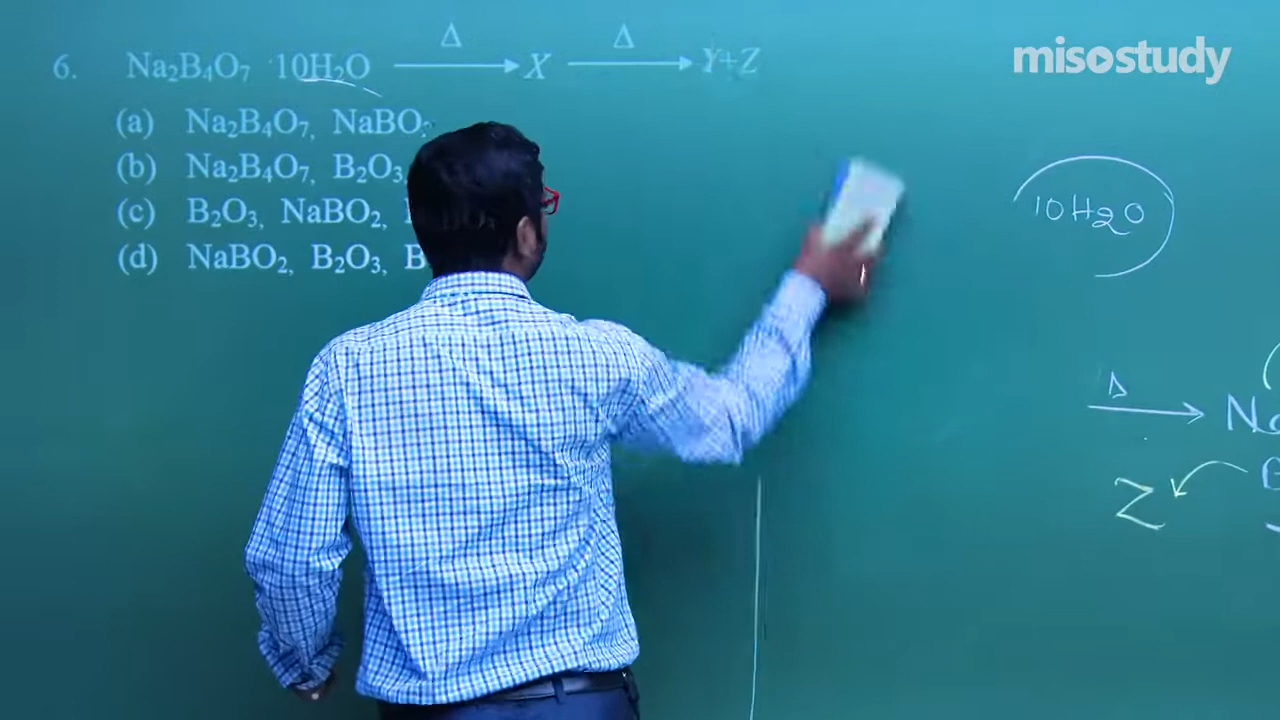 misostudy
6. Na₂B₄O₇ 10H₂O Δ X Δ Y+Z
(a) Na₂B₄O₇, NaBO₂
(b) Na₂B₄O₇, B₂O₃,
(c) B₂O₃, NaBO₂,
(d) NaBO₂, B₂O₃, B
10H₂O
Δ
Z